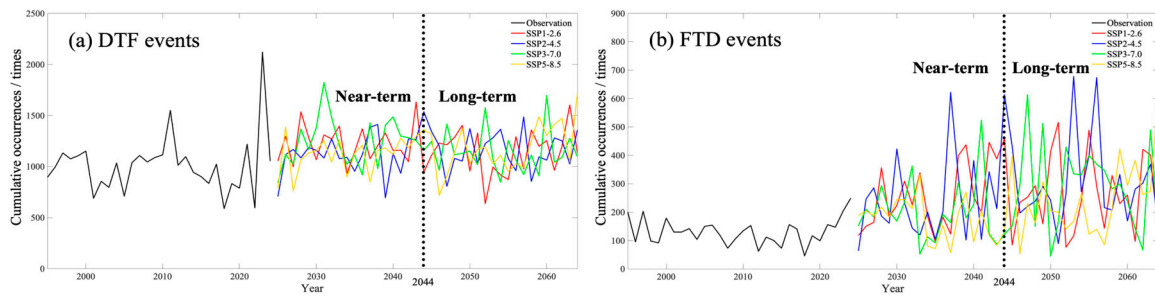 (a) DTF events
Observation
SSP1-2.6
SSP2-4.5
SSP3-7.0
SSP5-8.5
Near-term
Long-term
Cumulative occurrences / times
2500
2000
1500
1000
500
0
2000
2010
2020
2030
2040
2044
2050
2060
Year
(b) FTD events
Observation
SSP1-2.6
SSP2-4.5
SSP3-7.0
SSP5-8.5
Near-term
Long-term
Cumulative occurrences / times
900
800
700
600
500
400
300
200
100
0
2000
2010
2020
2030
2040
2044
2050
2060
Year